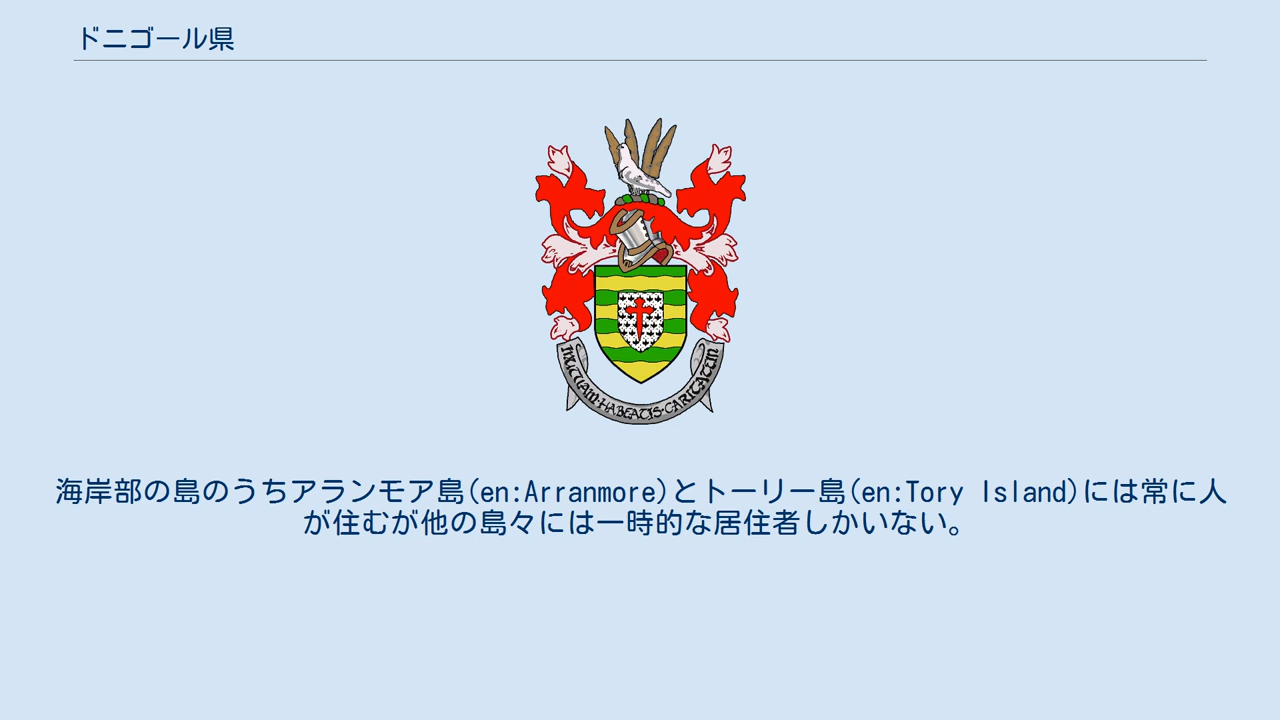 ドニゴール県
MUTUAM·HABEATIS·CARITATEM
海岸部の島のうちアランモア島(en:Arranmore)とトーリー島(en:Tory Island)には常に人
が住むが他の島々には一時的な居住者しかいない。